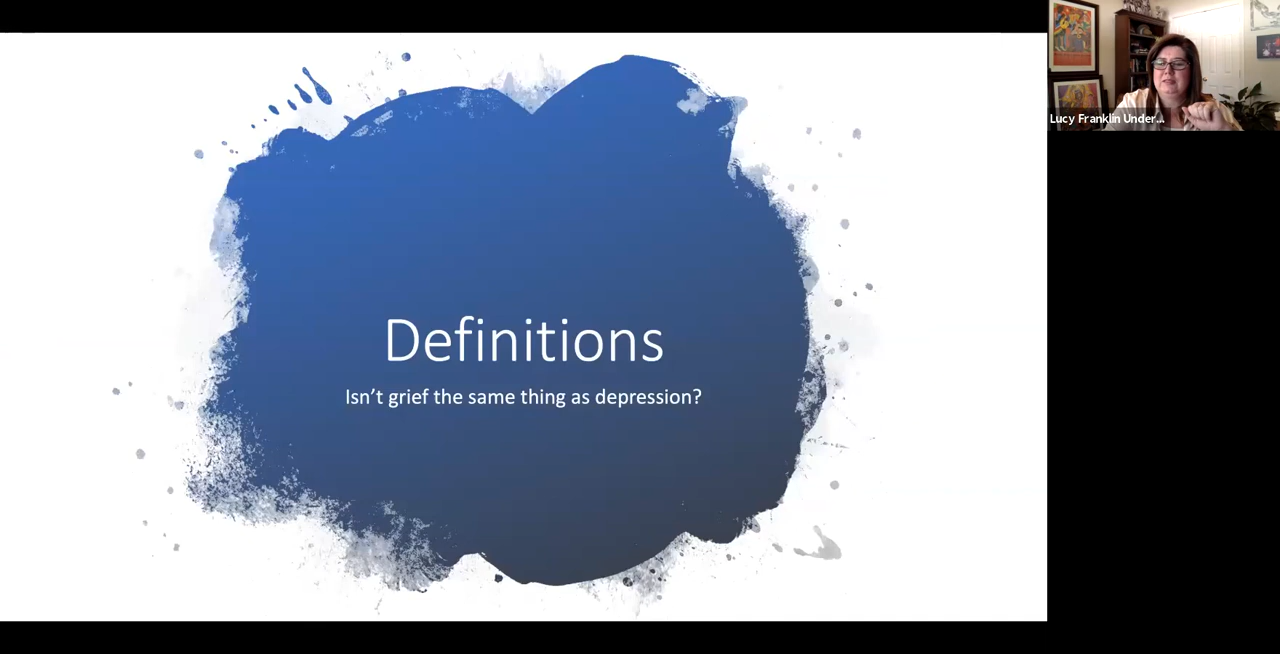 Definitions
Isn’t grief the same thing as depression?
Lucy Franklin Under...